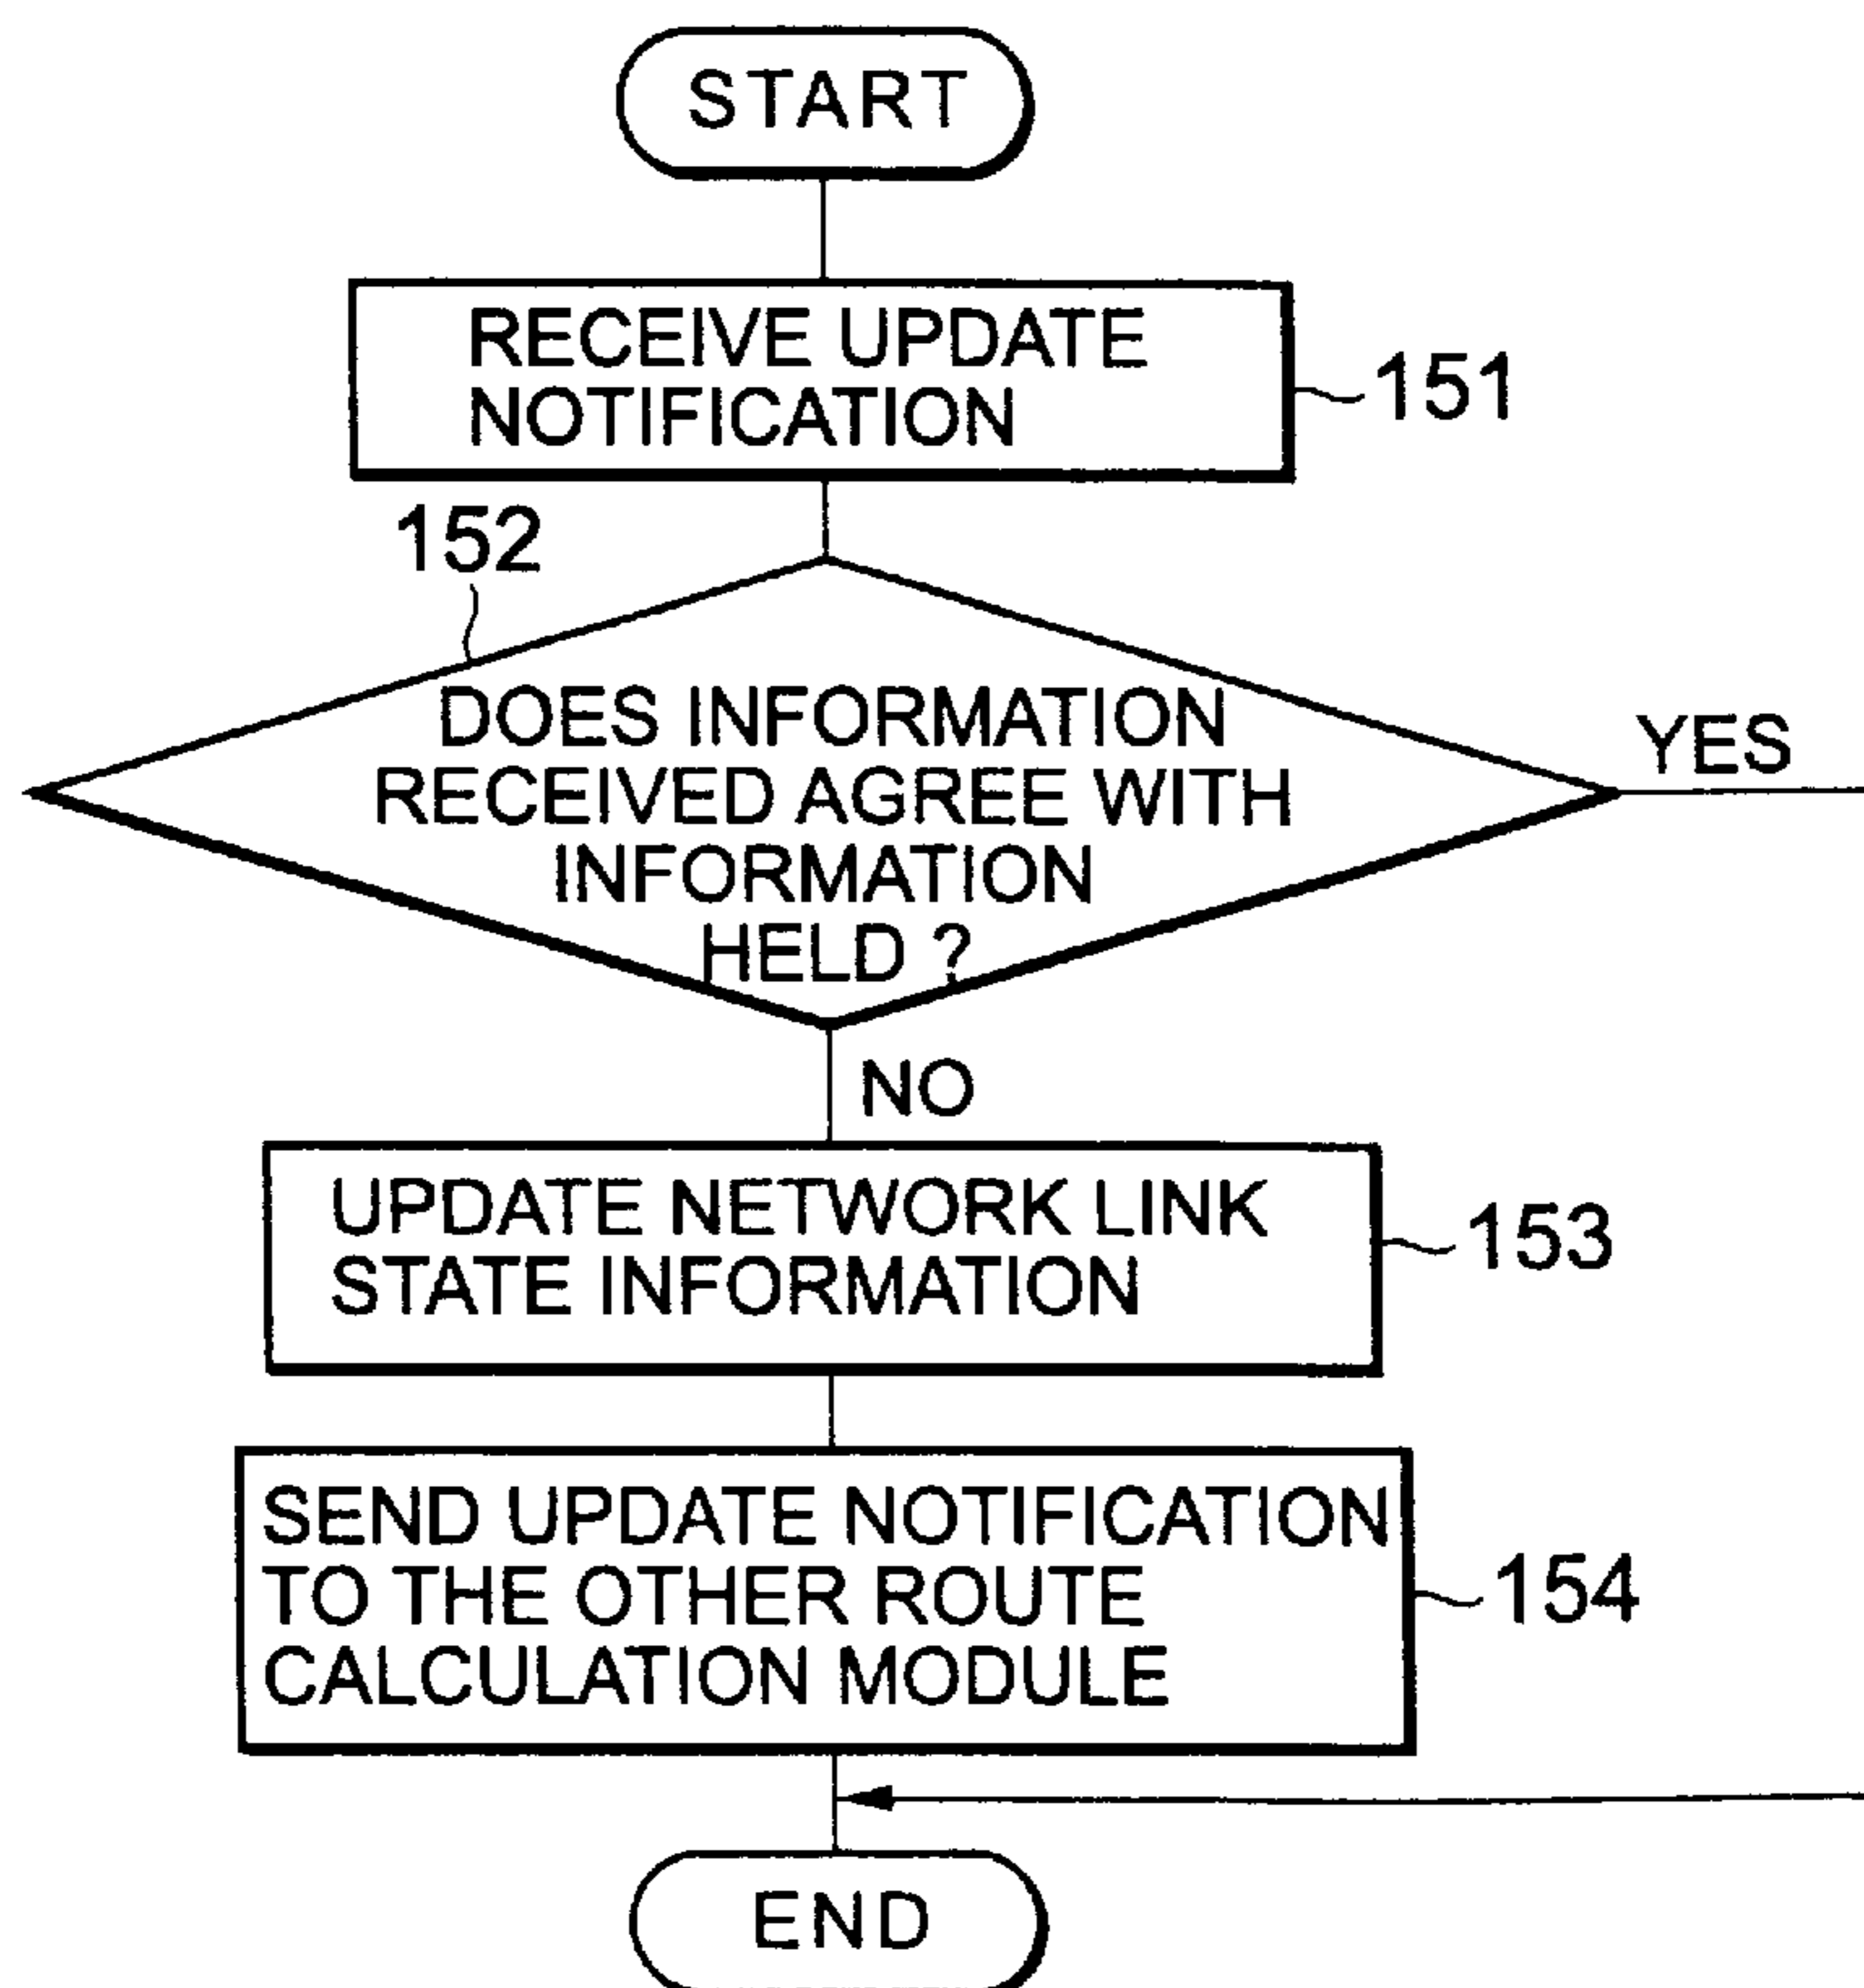 START
RECEIVE UPDATE
NOTIFICATION
151
152
DOES INFORMATION
RECEIVED AGREE WITH
INFORMATION
HELD ?
YES
NO
UPDATE NETWORK LINK
STATE INFORMATION
153
SEND UPDATE NOTIFICATION
TO THE OTHER ROUTE
CALCULATION MODULE
154
END